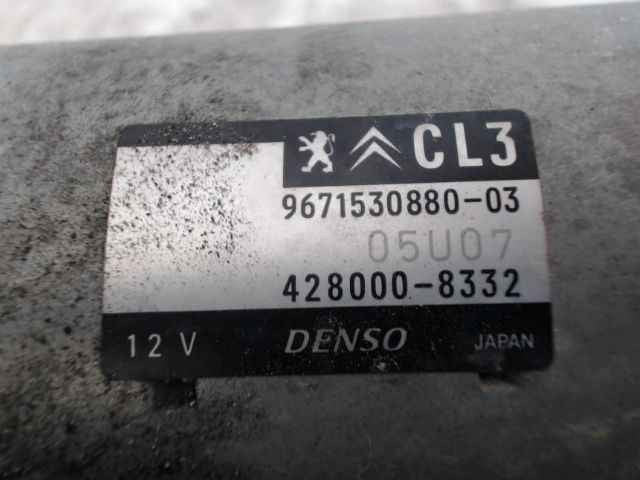 CL3
9671530880-03
05U07
428000-8332
12 V DENSO JAPAN